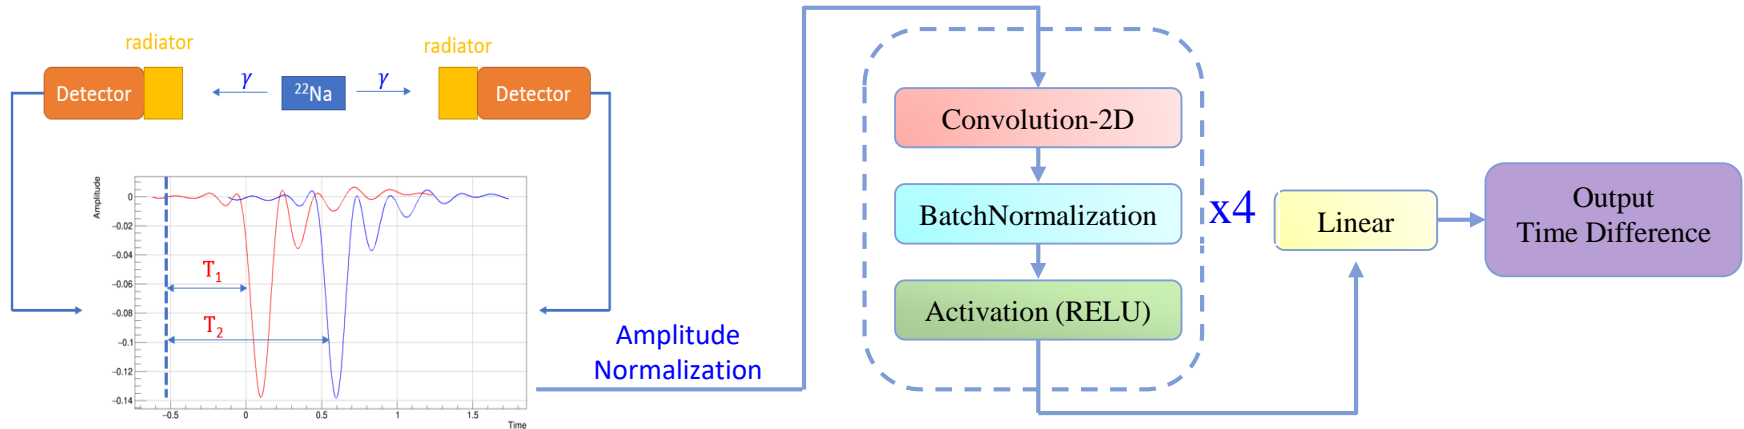 radiator
radiator
Detector
γ
²²Na
γ
Detector
Amplitude
0
−0.02
−0.04
−0.06
−0.08
−0.1
−0.12
−0.14
T₁
T₂
−0.5
0
0.5
1
1.5
Time
Amplitude
Normalization
Convolution-2D
BatchNormalization
Activation (RELU)
x4
Linear
Output
Time Difference